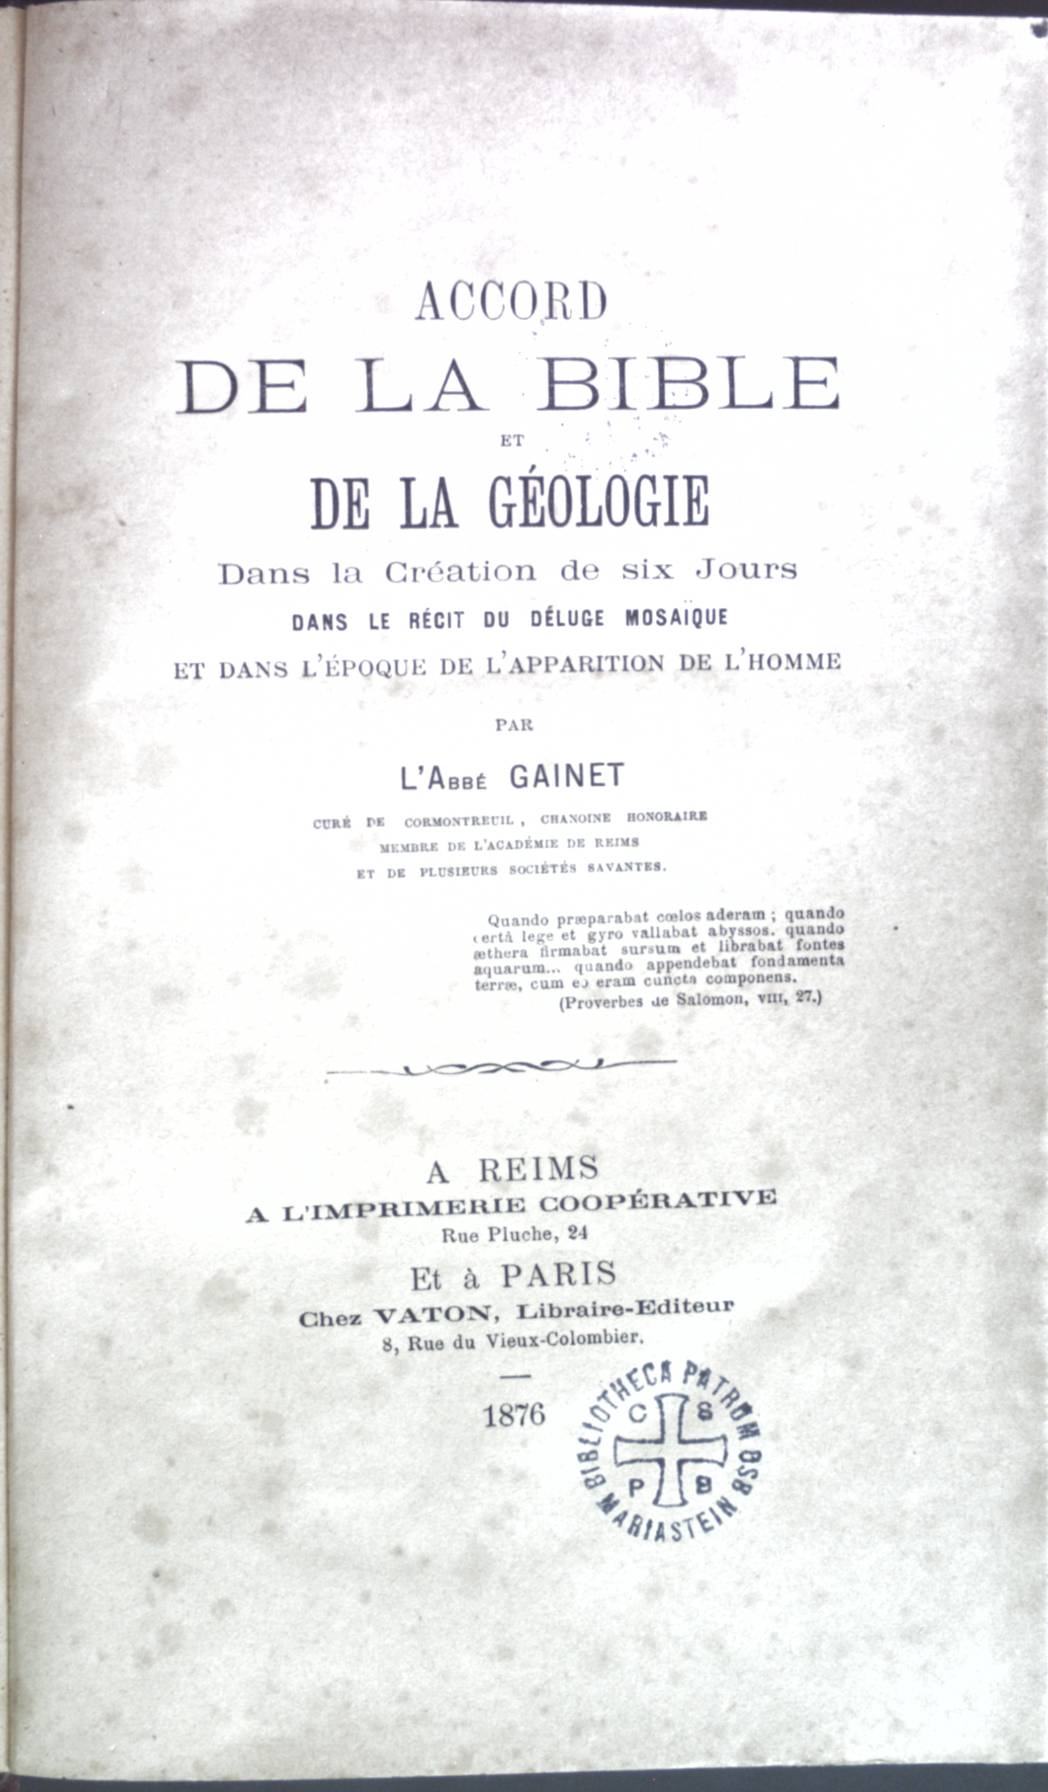 ACCORD
DE LA BIBLE
ET
DE LA GÉOLOGIE
Dans la Création de six Jours
DANS LE RÉCIT DU DÉLUGE MOSAÏQUE
ET DANS L'ÉPOQUE DE L'APPARITION DE L'HOMME
PAR
L'ABBÉ GAINET
CURÉ DE CORMONTREUIL, CHANOINE HONORAIRE
MEMBRE DE L'ACADÉMIE DE REIMS
ET DE PLUSIEURS SOCIÉTÉS SAVANTES.
Quando præparabat cœlos aderam ; quando
certâ lege et gyro vallabat abyssos. quando
æthera firmabat sursum et librabat fontes
aquarum... quando appendebat fondamenta
terræ, cum eo eram cuncta componens.
(Proverbes de Salomon, VIII, 27.)
A REIMS
A L'IMPRIMERIE COOPÉRATIVE
Rue Pluche, 24
Et à PARIS
Chez VATON, Libraire-Editeur
8, Rue du Vieux-Colombier.
1876
BIBLIOTHECA PATRUM OSB MARIASTEIN
C S
P B